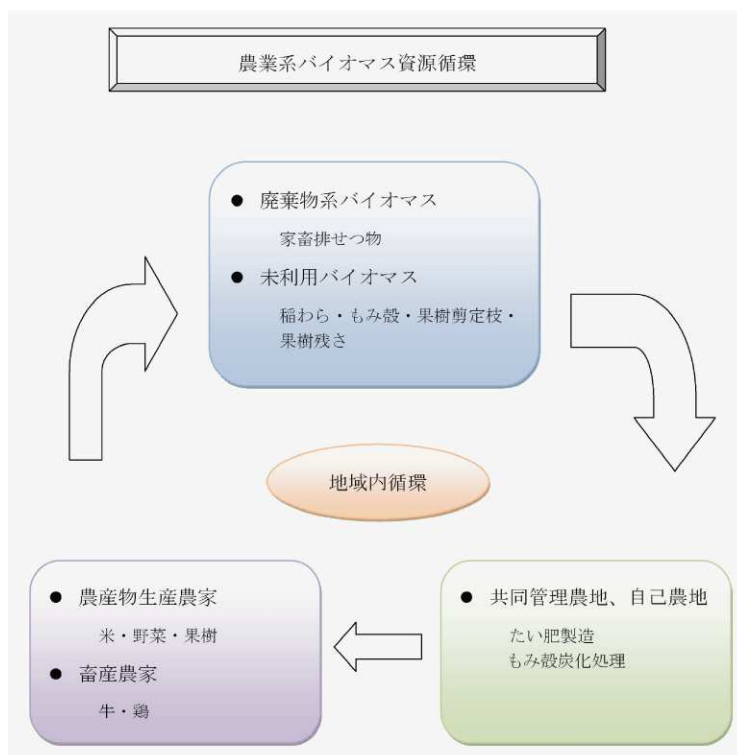 農業系バイオマス資源循環
● 廃棄物系バイオマス
家畜排せつ物
● 未利用バイオマス
稲わら・もみ殻・果樹剪定枝・
果樹残さ
地域内循環
● 農産物生産農家
米・野菜・果樹
● 畜産農家
牛・鶏
● 共同管理農地、自己農地
たい肥製造
もみ殻炭化処理